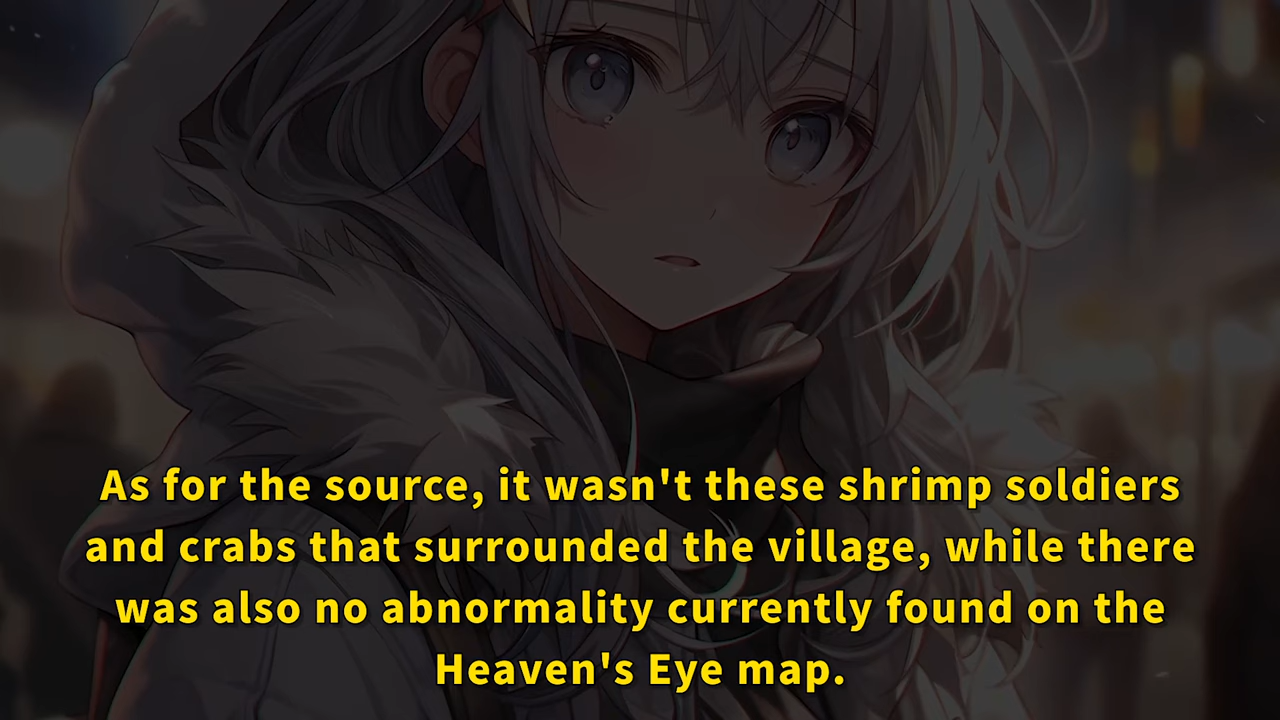 As for the source, it wasn't these shrimp soldiers
and crabs that surrounded the village, while there
was also no abnormality currently found on the
Heaven's Eye map.